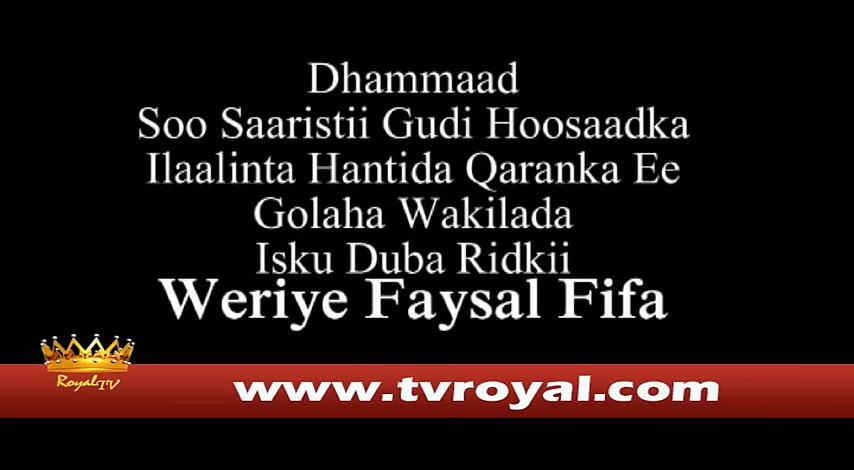 Dhammaad
Soo Saaristii Gudi Hoosaadka
Ilaalinta Hantida Qaranka Ee
Golaha Wakilada
Isku Duba Ridkii
Weriye Faysal Fifa
RoyalTV
www.tvroyal.com